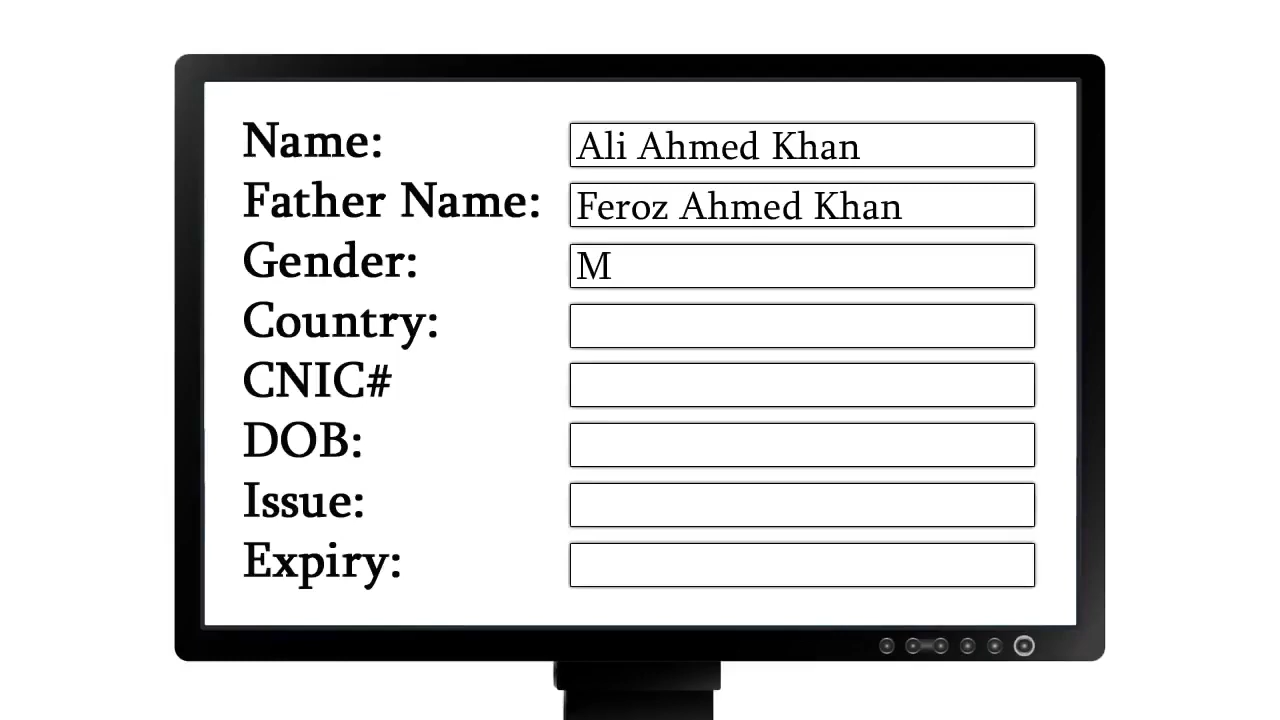 Name: Ali Ahmed Khan
Father Name: Feroz Ahmed Khan
Gender: M
Country:
CNIC#
DOB:
Issue:
Expiry: